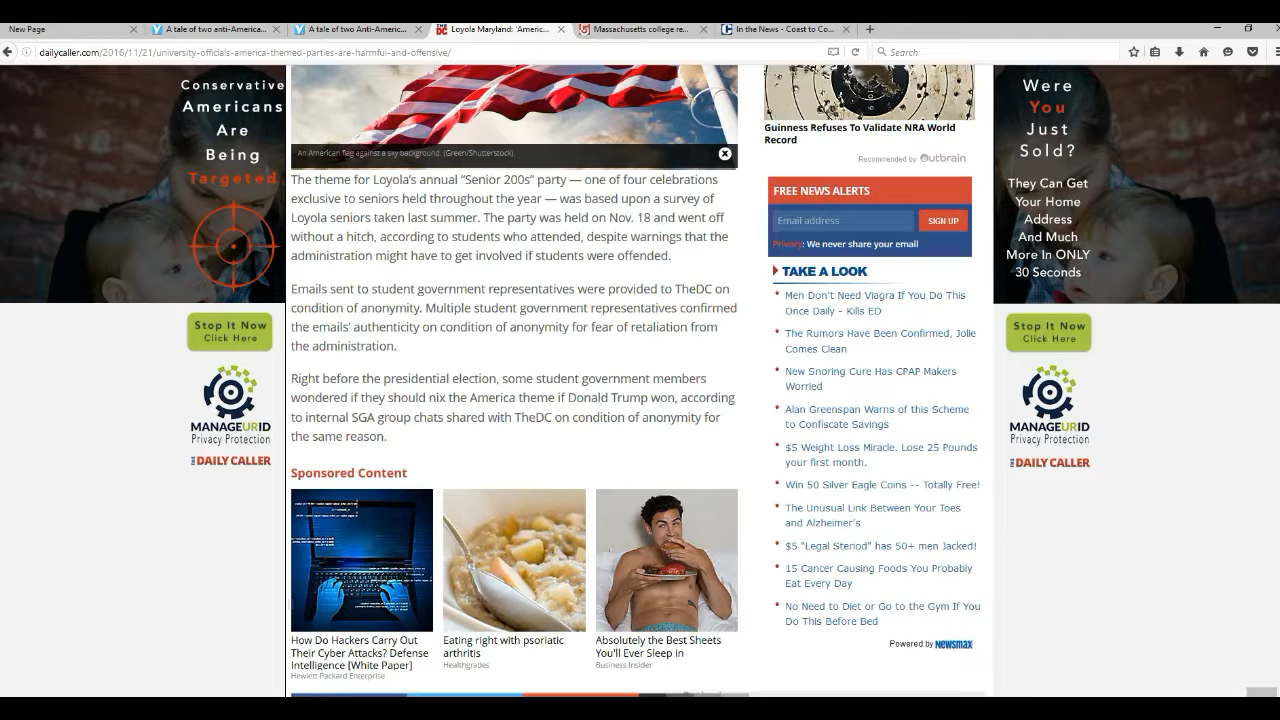 New Page
A tale of two anti-America...
A tale of two Anti-Americ...
THE DC
Loyola Maryland: 'Americ...
Massachusetts college re...
In the News - Coast to Co...
dailycaller.com/2016/11/21/university-officials-america-themed-parties-are-harmful-and-offensive/
Search
Conservative
Americans
Are
Being
Targeted
Stop It Now
Click Here
MANAGEURID
Privacy Protection
THE DAILY CALLER
An American flag against a sky background. (Green/Shutterstock)
The theme for Loyola's annual “Senior 200s” party — one of four celebrations
exclusive to seniors held throughout the year — was based upon a survey of
Loyola seniors taken last summer. The party was held on Nov. 18 and went off
without a hitch, according to students who attended, despite warnings that the
administration might have to get involved if students were offended.
Emails sent to student government representatives were provided to TheDC on
condition of anonymity. Multiple student government representatives confirmed
the emails’ authenticity on condition of anonymity for fear of retaliation from
the administration.
Right before the presidential election, some student government members
wondered if they should nix the America theme if Donald Trump won, according
to internal SGA group chats shared with TheDC on condition of anonymity for
the same reason.
Sponsored Content
How Do Hackers Carry Out
Their Cyber Attacks? Defense
Intelligence [White Paper]
Hewlett Packard Enterprise
Eating right with psoriatic
arthritis
Healthgrades
Absolutely the Best Sheets
You'll Ever Sleep in
Business Insider
Guinness Refuses To Validate NRA World
Record
Recommended by Outbrain
FREE NEWS ALERTS
Email address
SIGN UP
Privacy: We never share your email
TAKE A LOOK
Men Don't Need Viagra If You Do This
Once Daily - Kills ED
The Rumors Have Been Confirmed, Jolie
Comes Clean
New Snoring Cure Has CPAP Makers
Worried
Alan Greenspan Warns of this Scheme
to Confiscate Savings
$5 Weight Loss Miracle. Lose 25 Pounds
your first month.
Win 50 Silver Eagle Coins -- Totally Free!
The Unusual Link Between Your Toes
and Alzheimer's
$5 "Legal Steriod" has 50+ men Jacked!
15 Cancer Causing Foods You Probably
Eat Every Day
No Need to Diet or Go to the Gym If You
Do This Before Bed
Powered by Newsmax
Were
You
Just
Sold?
They Can Get
Your Home
Address
And Much
More In ONLY
30 Seconds
Stop It Now
Click Here
MANAGEURID
Privacy Protection
THE DAILY CALLER